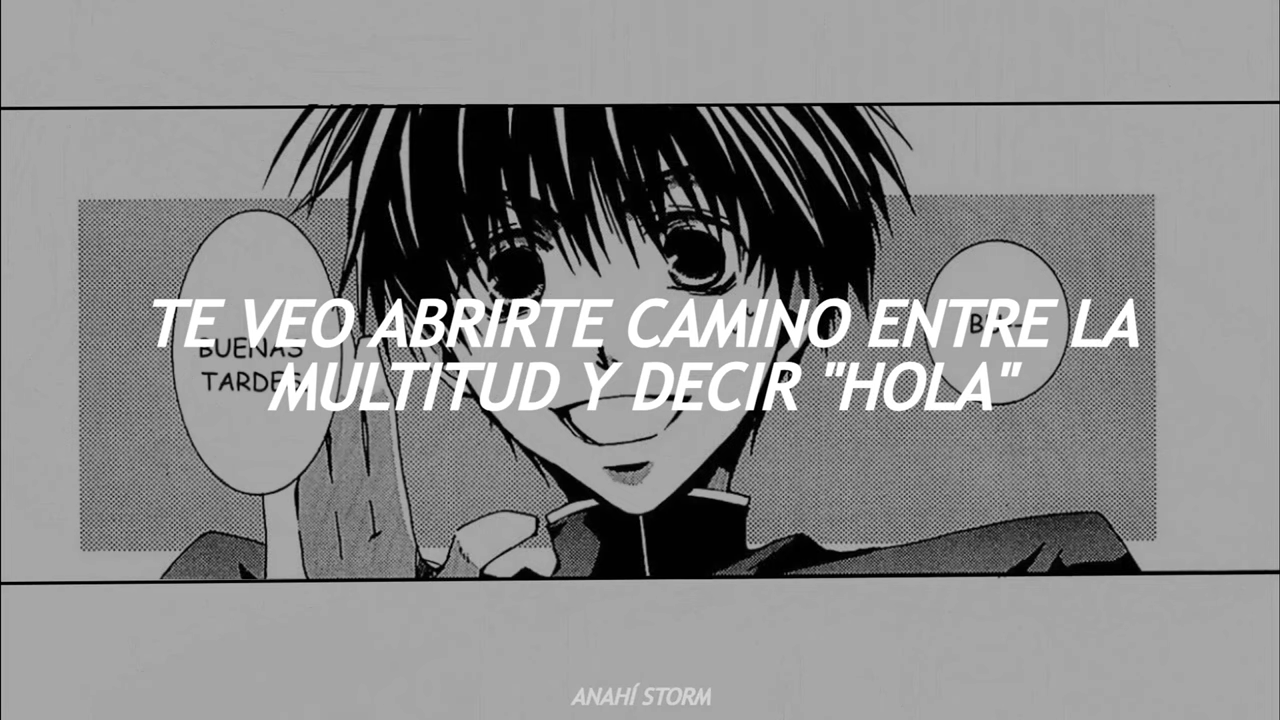 TE VEO ABRIRTE CAMINO ENTRE LA
MULTITUD Y DECIR "HOLA"
BUENAS
TARDES
ANAHÍ STORM